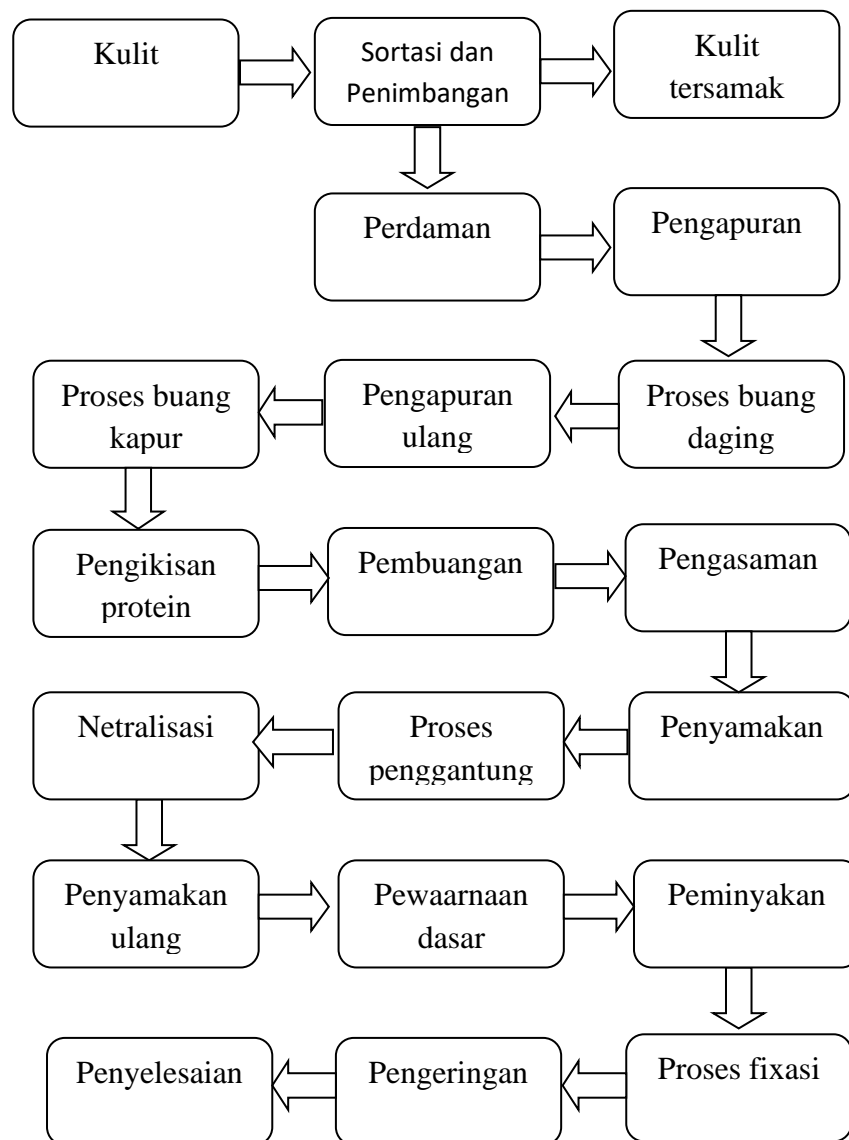 Kulit
Sortasi dan
Penimbangan
Kulit
tersamak
Perdaman
Pengapuran
Proses buang
kapur
Pengapuran
ulang
Proses buang
daging
Pengikisan
protein
Pembuangan
Pengasaman
Netralisasi
Proses
penggantung
Penyamakan
Penyamakan
ulang
Pewaarnaan
dasar
Peminyakan
Penyelesaian
Pengeringan
Proses fixasi